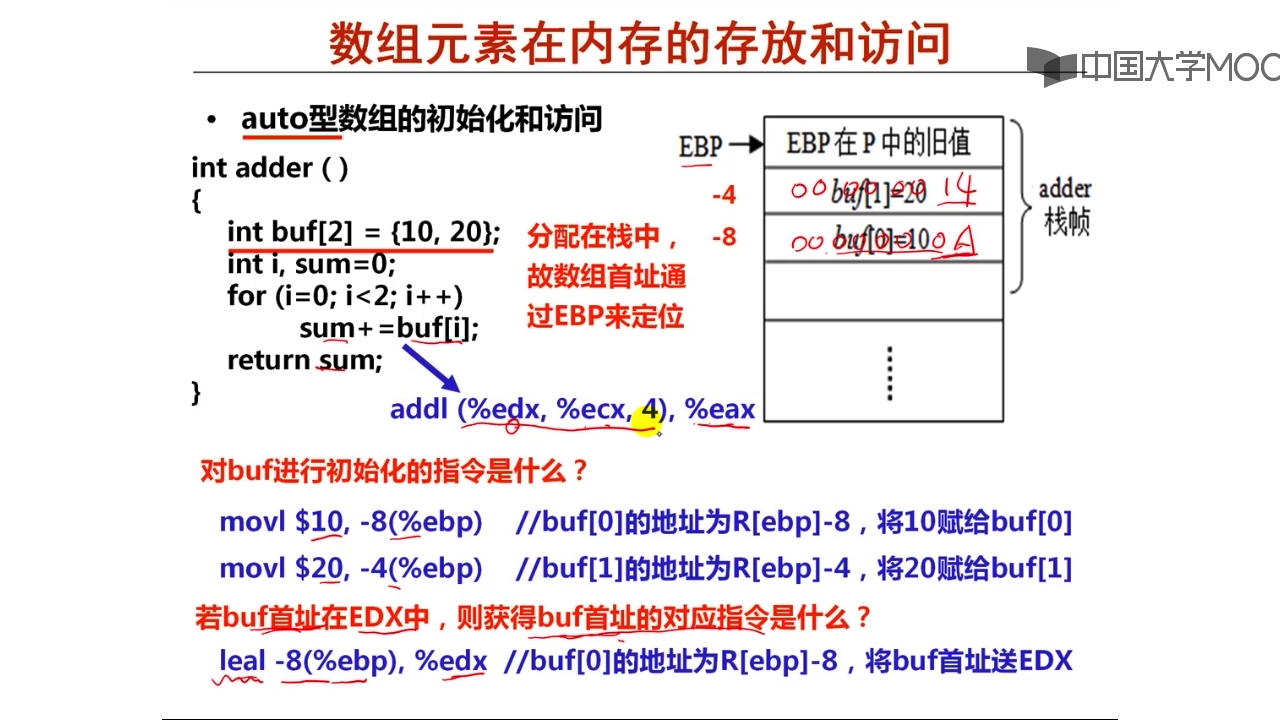 数组元素在内存的存放和访问
中国大学MOO
• auto型数组的初始化和访问
int adder ( )
{
int buf[2] = {10, 20};
int i, sum=0;
for (i=0; i<2; i++)
sum+=buf[i];
return sum;
}
分配在栈中，
故数组首址通
过EBP来定位
addl (%edx, %ecx, 4), %eax
EBP
EBP 在 P 中的旧值
-4
buf[1]=20
00 00 00 14
-8
buf[0]=10
00 00 00 0A
adder
栈帧
对buf进行初始化的指令是什么？
movl $10, -8(%ebp) //buf[0]的地址为R[ebp]-8，将10赋给buf[0]
movl $20, -4(%ebp) //buf[1]的地址为R[ebp]-4，将20赋给buf[1]
若buf首址在EDX中，则获得buf首址的对应指令是什么？
leal -8(%ebp), %edx //buf[0]的地址为R[ebp]-8，将buf首址送EDX